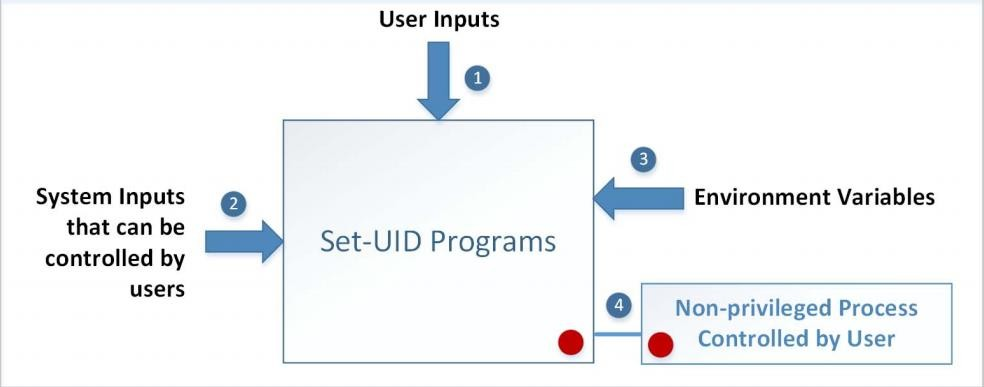 User Inputs
1
3
System Inputs
that can be
controlled by
users
2
Environment Variables
Set-UID Programs
4
Non-privileged Process
Controlled by User